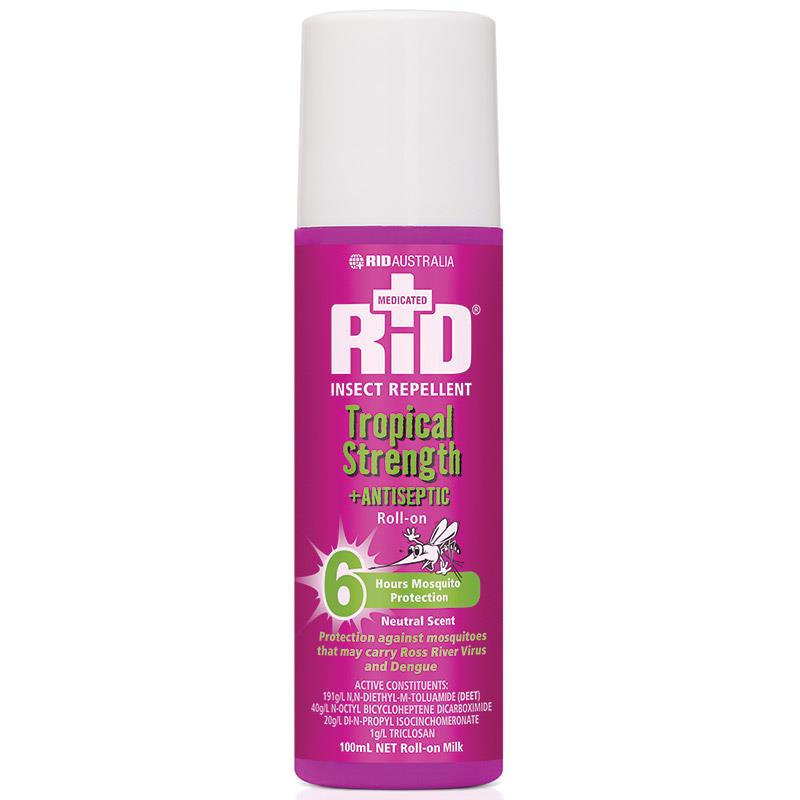 RIDAUSTRALIA
MEDICATED
RiD®
INSECT REPELLENT
Tropical
Strength
+ANTISEPTIC
Roll-on
6
Hours Mosquito
Protection
Neutral Scent
Protection against mosquitoes
that may carry Ross River Virus
and Dengue
ACTIVE CONSTITUENTS:
191g/L N,N-DIETHYL-M-TOLUAMIDE (DEET)
40g/L N-OCTYL BICYCLOHEPTENE DICARBOXIMIDE
20g/L DI-N-PROPYL ISOCINCHOMERONATE
1g/L TRICLOSAN
100mL NET Roll-on Milk